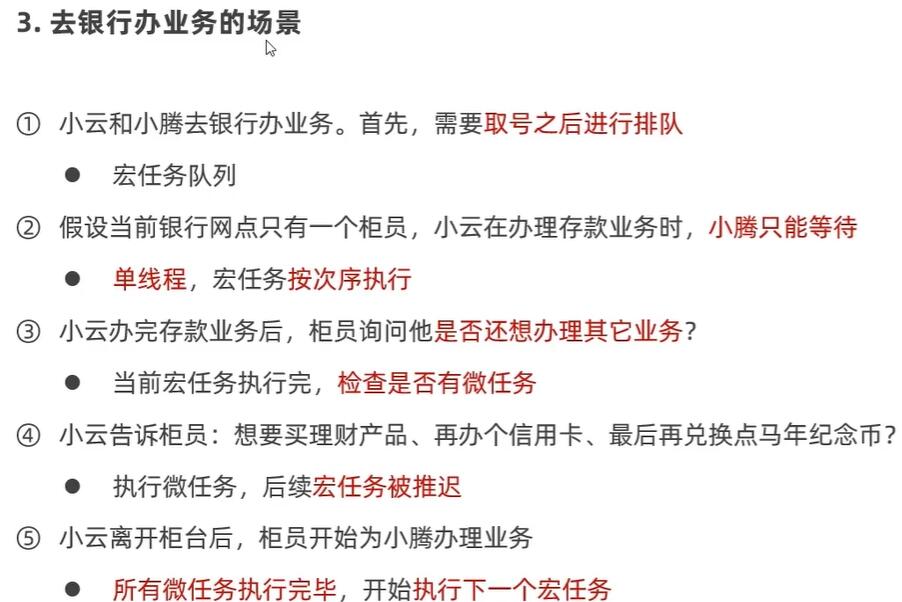 3. 去银行办业务的场景
① 小云和小腾去银行办业务。首先，需要取号之后进行排队
● 宏任务队列
② 假设当前银行网点只有一个柜员，小云在办理存款业务时，小腾只能等待
● 单线程，宏任务按次序执行
③ 小云办完存款业务后，柜员询问他是否还想办理其它业务？
● 当前宏任务执行完，检查是否有微任务
④ 小云告诉柜员：想要买理财产品、再办个信用卡、最后再兑换点马年纪念币？
● 执行微任务，后续宏任务被推迟
⑤ 小云离开柜台后，柜员开始为小腾办理业务
● 所有微任务执行完毕，开始执行下一个宏任务